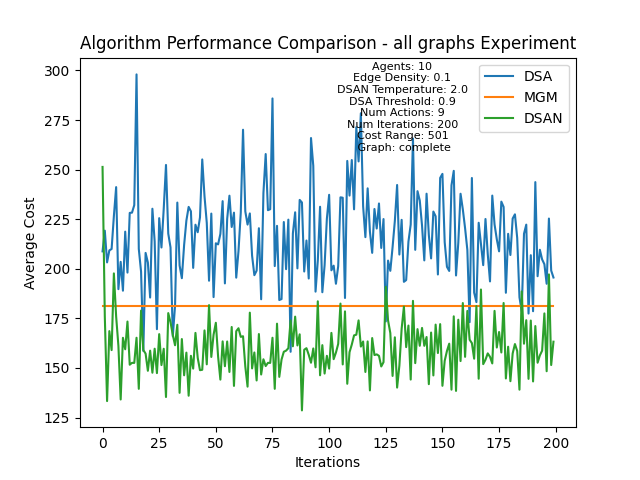 Algorithm Performance Comparison - all graphs Experiment
Agents: 10
Edge Density: 0.1
DSAN Temperature: 2.0
DSA Threshold: 0.9
Num Actions: 9
Num Iterations: 200
Cost Range: 501
Graph: complete
DSA
MGM
DSAN
Average Cost
300
275
250
225
200
175
150
125
0 25 50 75 100 125 150 175 200
Iterations